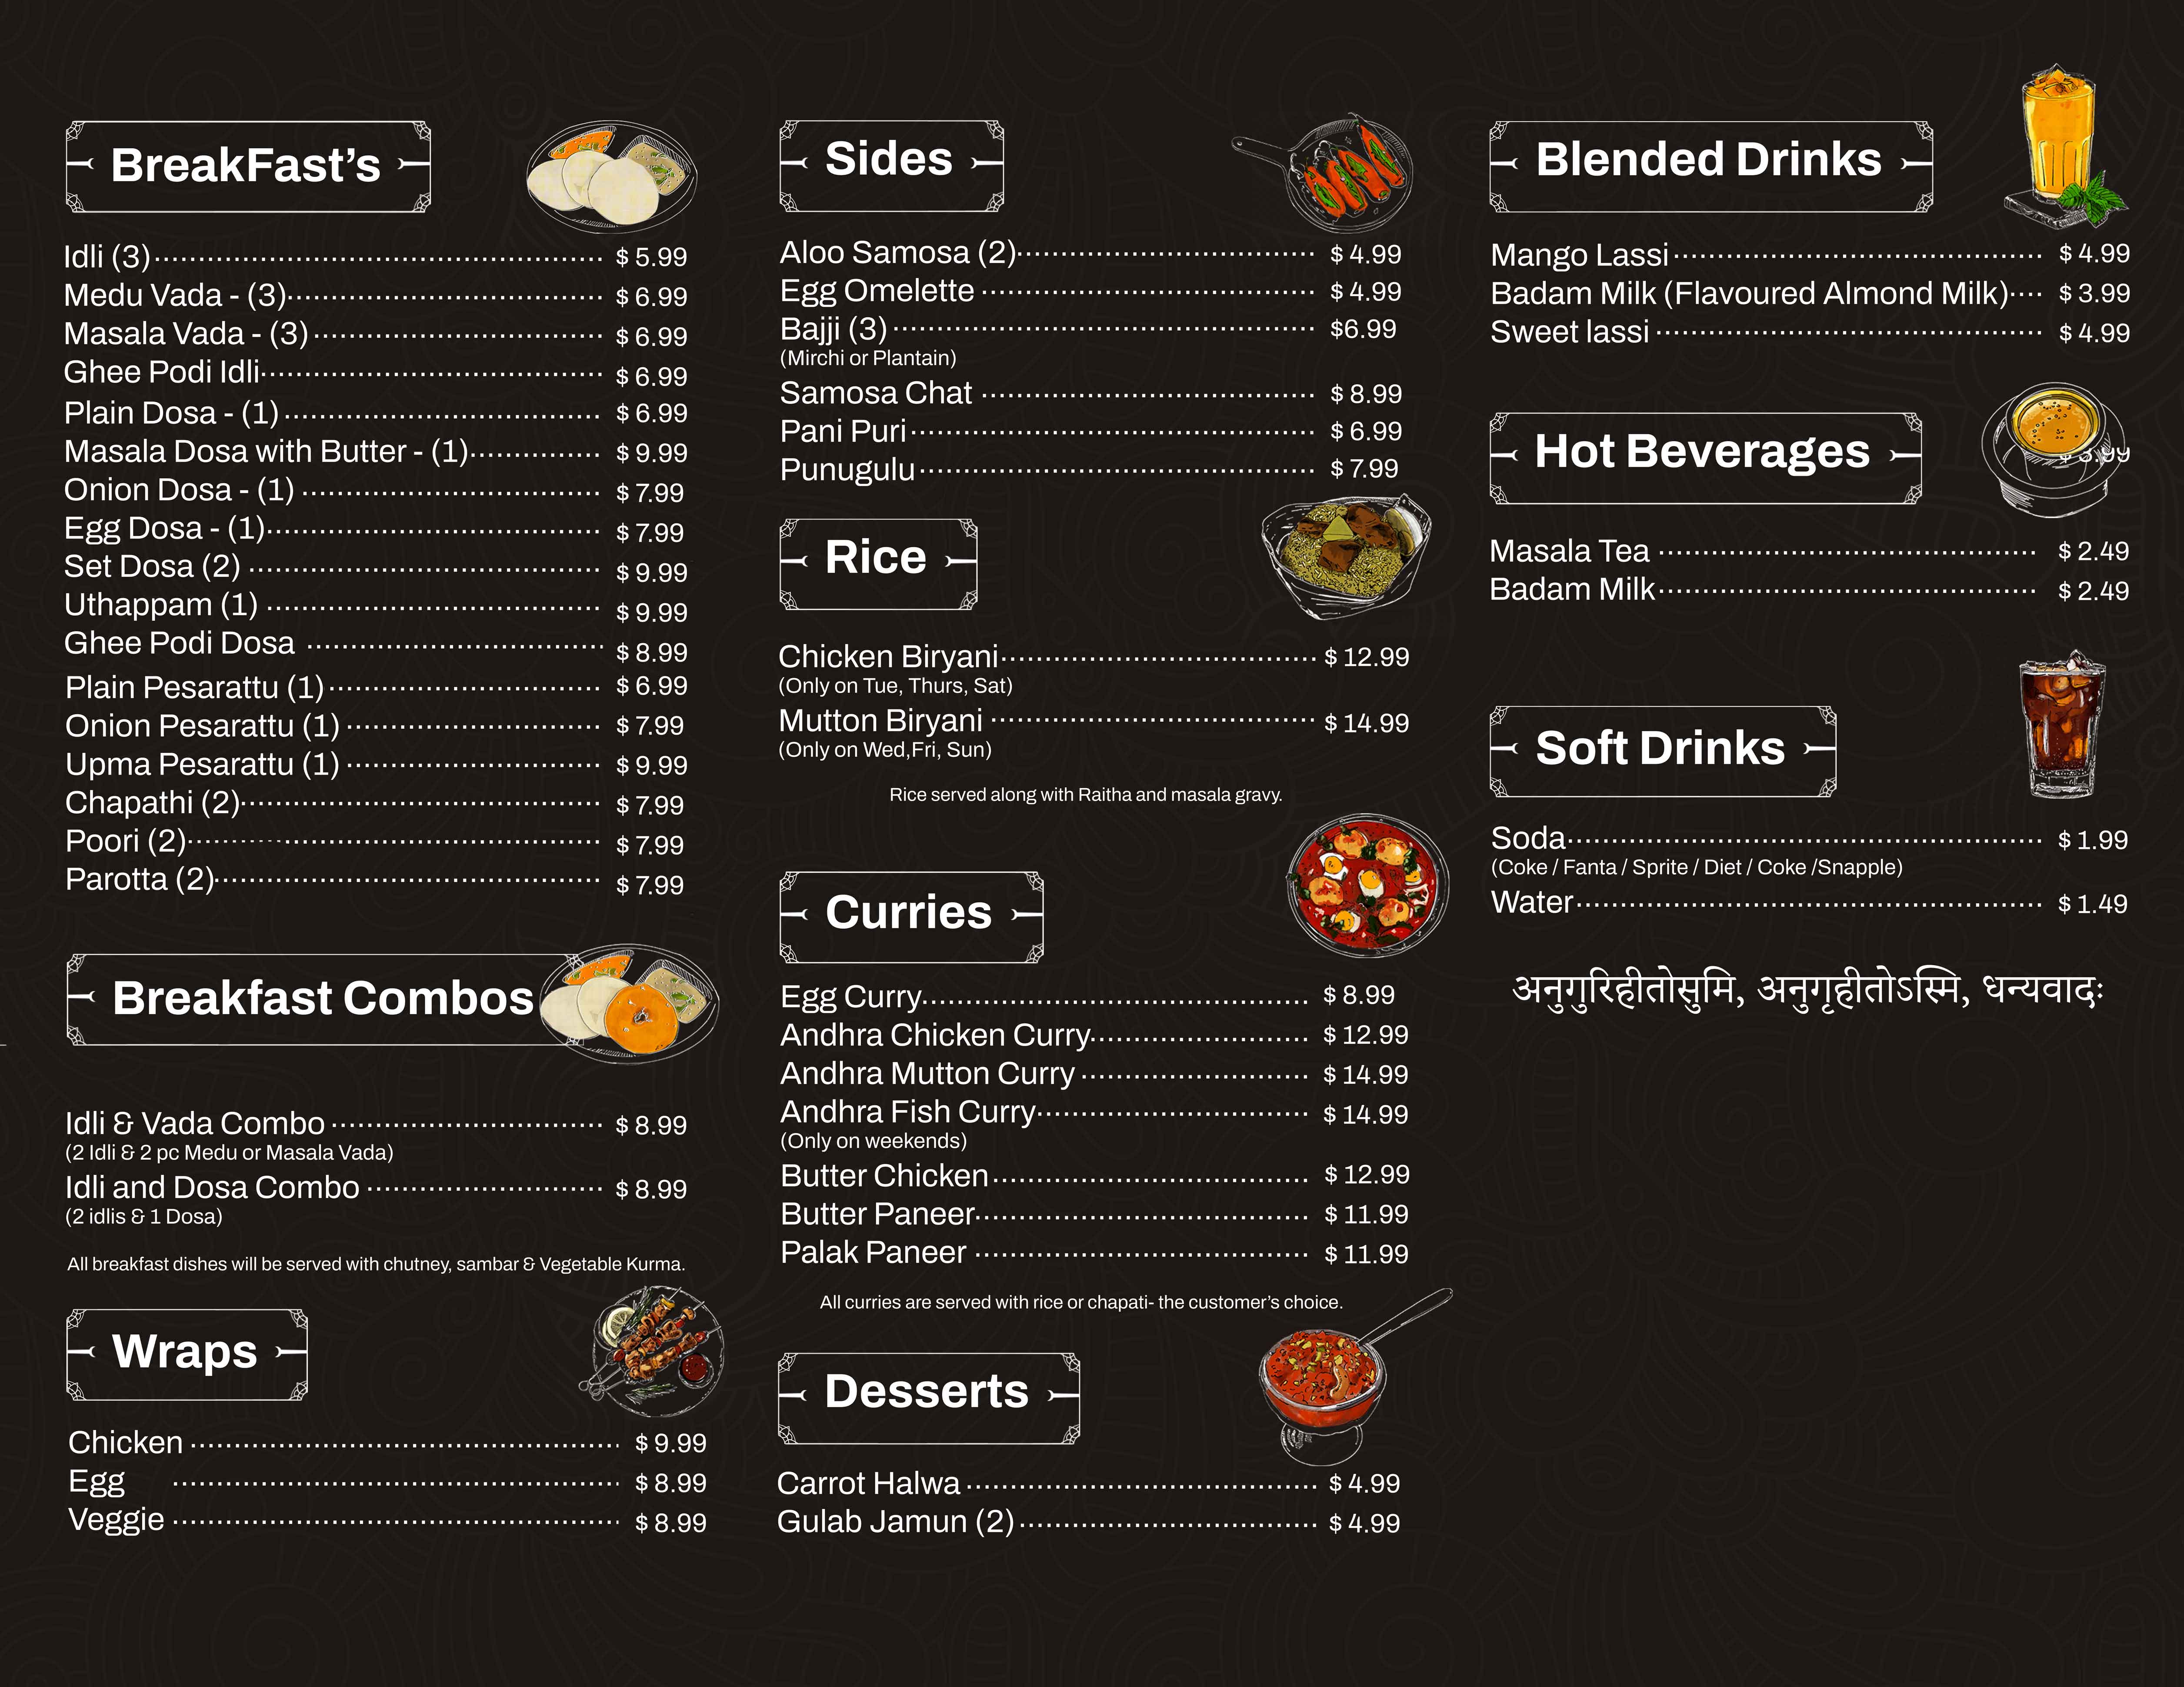 BreakFast’s
Idli (3) $ 5.99
Medu Vada - (3) $ 6.99
Masala Vada - (3) $ 6.99
Ghee Podi Idli $ 6.99
Plain Dosa - (1) $ 6.99
Masala Dosa with Butter - (1) $ 9.99
Onion Dosa - (1) $ 7.99
Egg Dosa - (1) $ 7.99
Set Dosa (2) $ 9.99
Uthappam (1) $ 9.99
Ghee Podi Dosa $ 8.99
Plain Pesarattu (1) $ 6.99
Onion Pesarattu (1) $ 7.99
Upma Pesarattu (1) $ 9.99
Chapathi (2) $ 7.99
Poori (2) $ 7.99
Parotta (2) $ 7.99
Breakfast Combos
Idli & Vada Combo $ 8.99
(2 Idli & 2 pc Medu or Masala Vada)
Idli and Dosa Combo $ 8.99
(2 idlis & 1 Dosa)
All breakfast dishes will be served with chutney, sambar & Vegetable Kurma.
Wraps
Chicken $ 9.99
Egg $ 8.99
Veggie $ 8.99
Sides
Aloo Samosa (2) $ 4.99
Egg Omelette $ 4.99
Bajji (3) $6.99
(Mirchi or Plantain)
Samosa Chat $ 8.99
Pani Puri $ 6.99
Punugulu $ 7.99
Rice
Chicken Biryani $ 12.99
(Only on Tue, Thurs, Sat)
Mutton Biryani $ 14.99
(Only on Wed,Fri, Sun)
Rice served along with Raitha and masala gravy.
Curries
Egg Curry $ 8.99
Andhra Chicken Curry $ 12.99
Andhra Mutton Curry $ 14.99
Andhra Fish Curry $ 14.99
(Only on weekends)
Butter Chicken $ 12.99
Butter Paneer $ 11.99
Palak Paneer $ 11.99
All curries are served with rice or chapati- the customer’s choice.
Desserts
Carrot Halwa $ 4.99
Gulab Jamun (2) $ 4.99
Blended Drinks
Mango Lassi $ 4.99
Badam Milk (Flavoured Almond Milk) $ 3.99
Sweet lassi $ 4.99
Hot Beverages
Masala Tea $ 2.49
Badam Milk $ 2.49
Soft Drinks
Soda $ 1.99
(Coke / Fanta / Sprite / Diet / Coke /Snapple)
Water $ 1.49
अनुगुरिहीतोसुमि, अनुगृहीतोऽस्मि, धन्यवादः